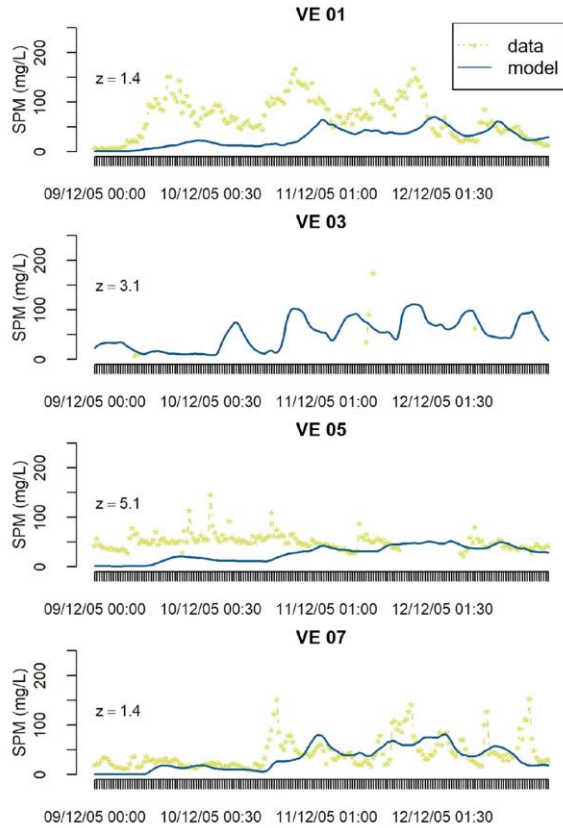 VE 01
data
model
SPM (mg/L)
0 100 200
z = 1.4
09/12/05 00:00 10/12/05 00:30 11/12/05 01:00 12/12/05 01:30
VE 03
SPM (mg/L)
0 100 200
z = 3.1
09/12/05 00:00 10/12/05 00:30 11/12/05 01:00 12/12/05 01:30
VE 05
SPM (mg/L)
0 100 200
z = 5.1
09/12/05 00:00 10/12/05 00:30 11/12/05 01:00 12/12/05 01:30
VE 07
SPM (mg/L)
0 100 200
z = 1.4
09/12/05 00:00 10/12/05 00:30 11/12/05 01:00 12/12/05 01:30